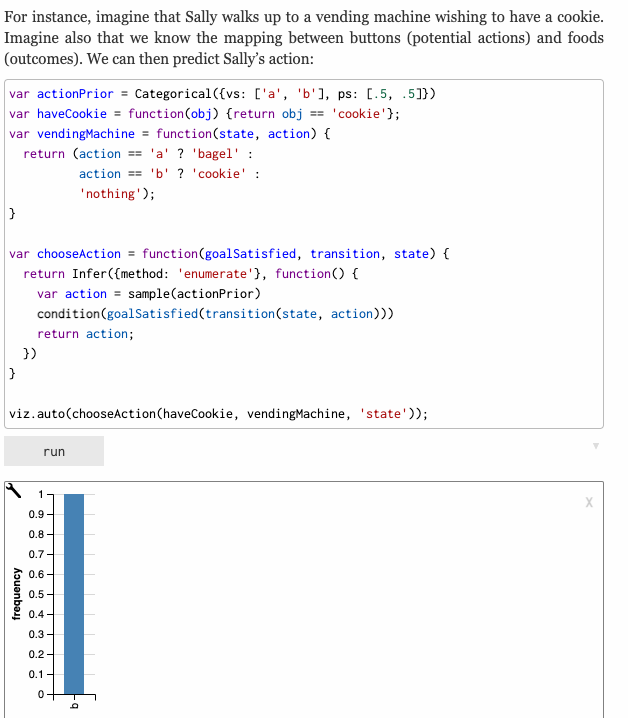 For instance, imagine that Sally walks up to a vending machine wishing to have a cookie.
Imagine also that we know the mapping between buttons (potential actions) and foods
(outcomes). We can then predict Sally’s action:
var actionPrior = Categorical({vs: ['a', 'b'], ps: [.5, .5]})
var haveCookie = function(obj) {return obj == 'cookie'};
var vendingMachine = function(state, action) {
  return (action == 'a' ? 'bagel' :
          action == 'b' ? 'cookie' :
          'nothing');
}
var chooseAction = function(goalSatisfied, transition, state) {
  return Infer({method: 'enumerate'}, function() {
    var action = sample(actionPrior)
    condition(goalSatisfied(transition(state, action)))
    return action;
  })
}
viz.auto(chooseAction(haveCookie, vendingMachine, 'state'));
run
▼
X
1
0.9
0.8
0.7
0.6
0.5
0.4
0.3
0.2
0.1
0
frequency
b